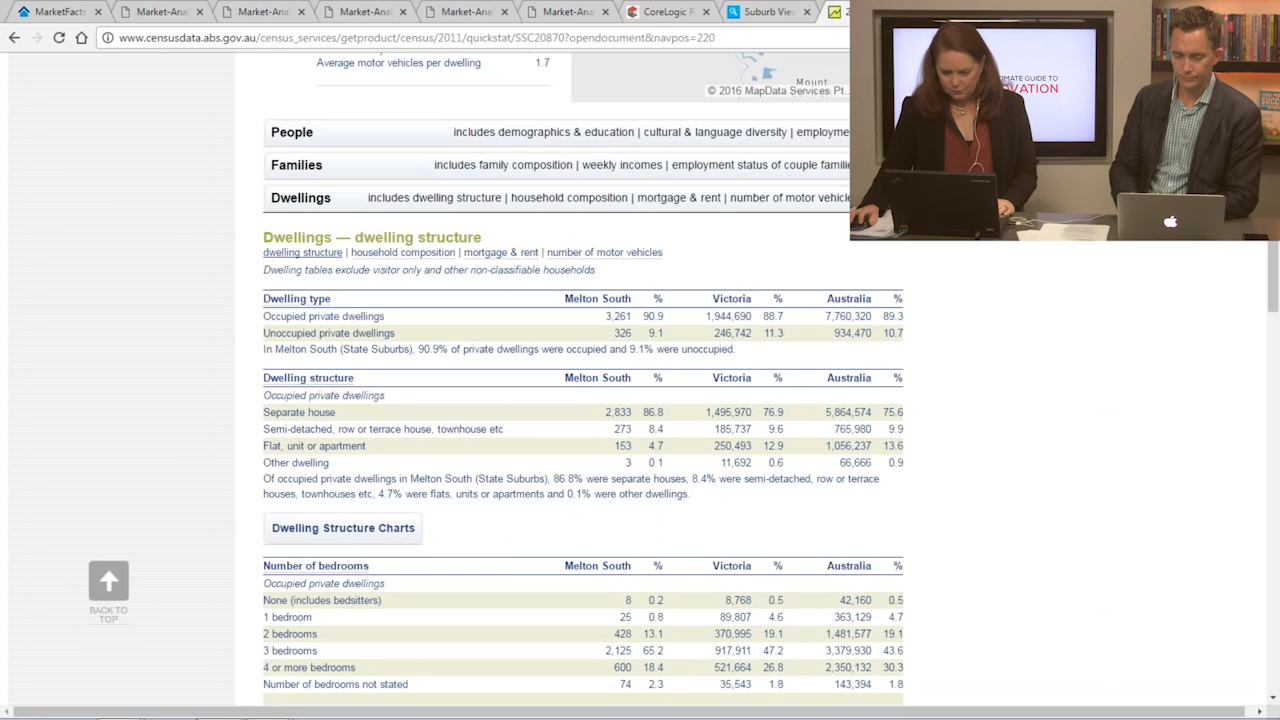 MarketFacts
Market-Ana
Market-Ana
Market-Ana
Market-Ana
Market-Ana
CoreLogic R
Suburb Vie
2
www.censusdata.abs.gov.au/census_services/getproduct/census/2011/quickstat/SSC20870?opendocument&navpos=220
Average motor vehicles per dwelling 1.7
Mount
© 2016 MapData Services Pt...
IMATE GUIDE TO
VATION
People includes demographics & education | cultural & language diversity | employme
Families includes family composition | weekly incomes | employment status of couple familie
Dwellings includes dwelling structure | household composition | mortgage & rent | number of motor vehicle
Dwellings — dwelling structure
dwelling structure | household composition | mortgage & rent | number of motor vehicles
Dwelling tables exclude visitor only and other non-classifiable households
Dwelling type Melton South % Victoria % Australia %
Occupied private dwellings 3,261 90.9 1,944,690 88.7 7,760,320 89.3
Unoccupied private dwellings 326 9.1 246,742 11.3 934,470 10.7
In Melton South (State Suburbs), 90.9% of private dwellings were occupied and 9.1% were unoccupied.
Dwelling structure Melton South % Victoria % Australia %
Occupied private dwellings
Separate house 2,833 86.8 1,495,970 76.9 5,864,574 75.6
Semi-detached, row or terrace house, townhouse etc 273 8.4 185,737 9.6 765,980 9.9
Flat, unit or apartment 153 4.7 250,493 12.9 1,056,237 13.6
Other dwelling 3 0.1 11,692 0.6 66,666 0.9
Of occupied private dwellings in Melton South (State Suburbs), 86.8% were separate houses, 8.4% were semi-detached, row or terrace
houses, townhouses etc, 4.7% were flats, units or apartments and 0.1% were other dwellings.
Dwelling Structure Charts
Number of bedrooms Melton South % Victoria % Australia %
Occupied private dwellings
None (includes bedsitters) 8 0.2 8,768 0.5 42,160 0.5
1 bedroom 25 0.8 89,807 4.6 363,129 4.7
2 bedrooms 428 13.1 370,995 19.1 1,481,577 19.1
3 bedrooms 2,125 65.2 917,911 47.2 3,379,930 43.6
4 or more bedrooms 600 18.4 521,664 26.8 2,350,132 30.3
Number of bedrooms not stated 74 2.3 35,543 1.8 143,394 1.8
BACK TO
TOP